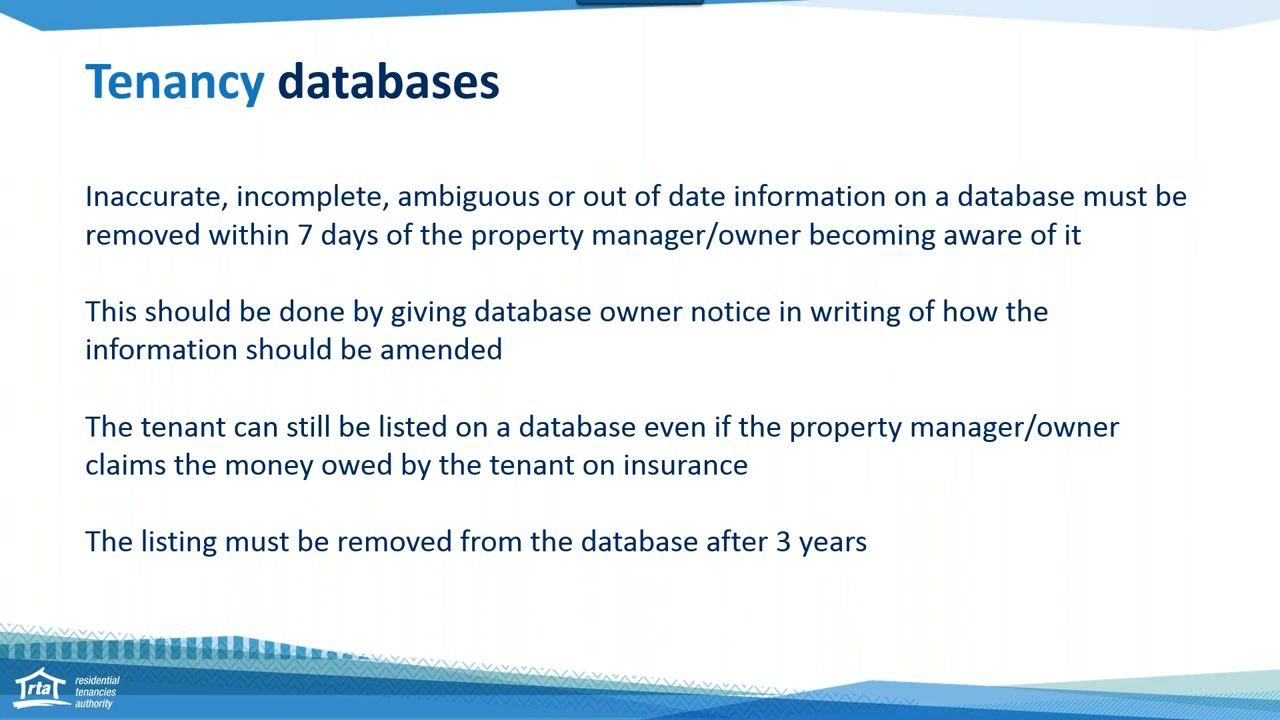 Tenancy databases
Inaccurate, incomplete, ambiguous or out of date information on a database must be
removed within 7 days of the property manager/owner becoming aware of it
This should be done by giving database owner notice in writing of how the
information should be amended
The tenant can still be listed on a database even if the property manager/owner
claims the money owed by the tenant on insurance
The listing must be removed from the database after 3 years
rta
residential
tenancies
authority